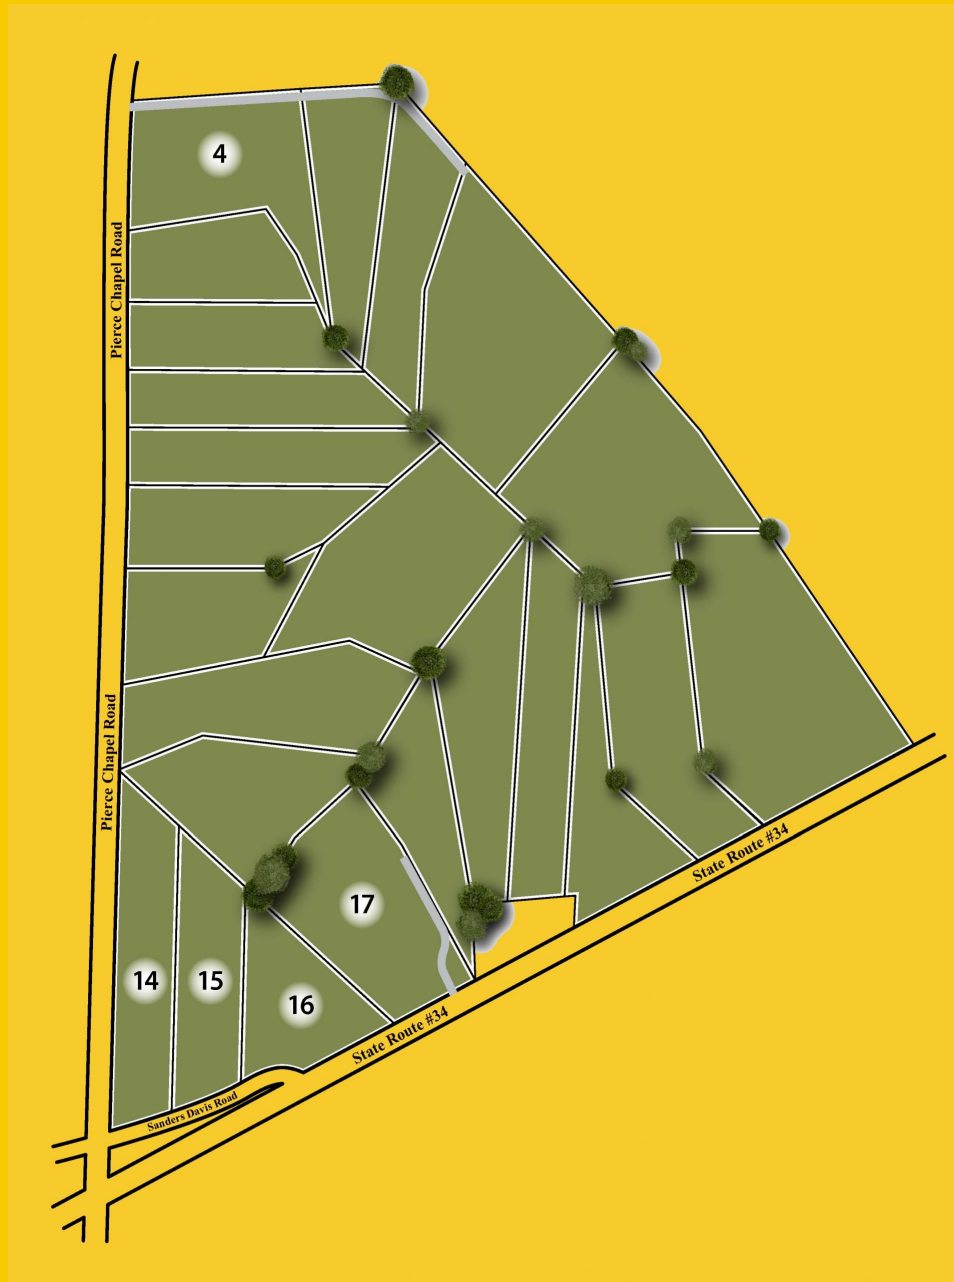 4
Pierce Chapel Road
Pierce Chapel Road
State Route #34
17
14
15
16
State Route #34
Sanders Davis Road